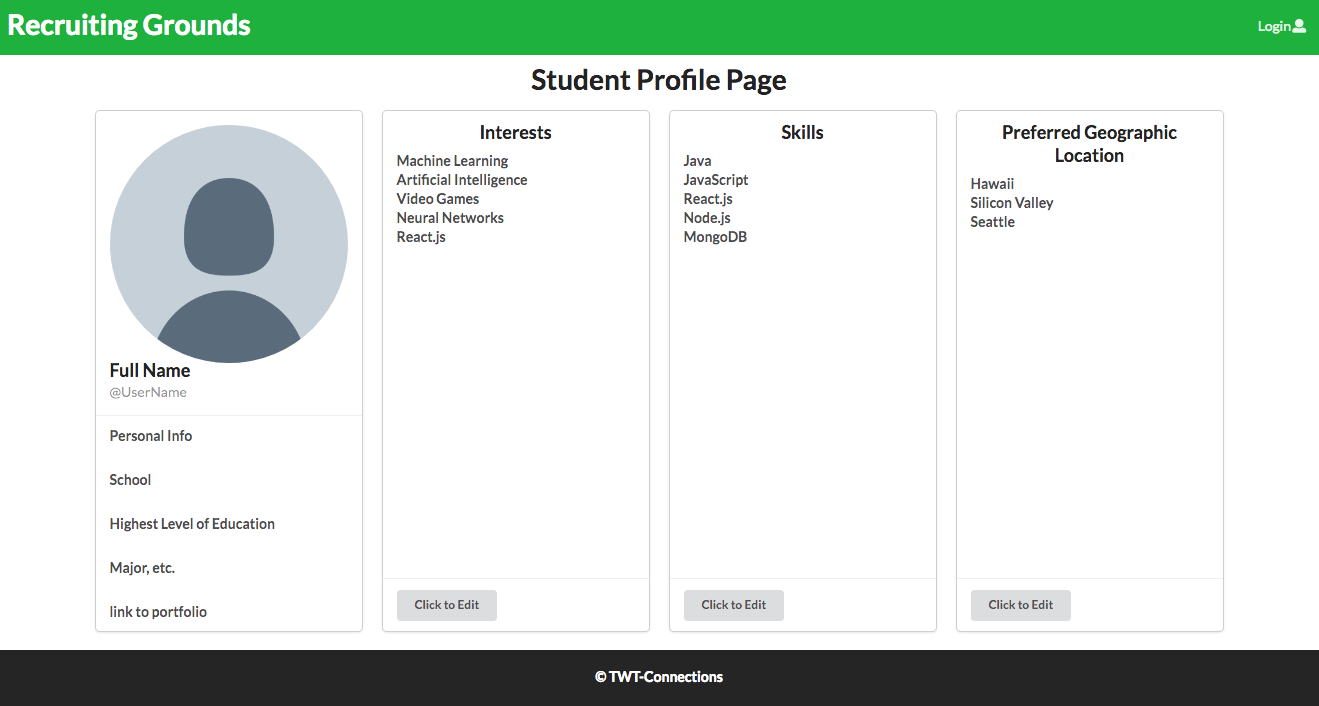 Recruiting Grounds
Login
Student Profile Page
Full Name
@UserName
Personal Info
School
Highest Level of Education
Major, etc.
link to portfolio
Interests
Machine Learning
Artificial Intelligence
Video Games
Neural Networks
React.js
Click to Edit
Skills
Java
JavaScript
React.js
Node.js
MongoDB
Click to Edit
Preferred Geographic
Location
Hawaii
Silicon Valley
Seattle
Click to Edit
© TWT-Connections